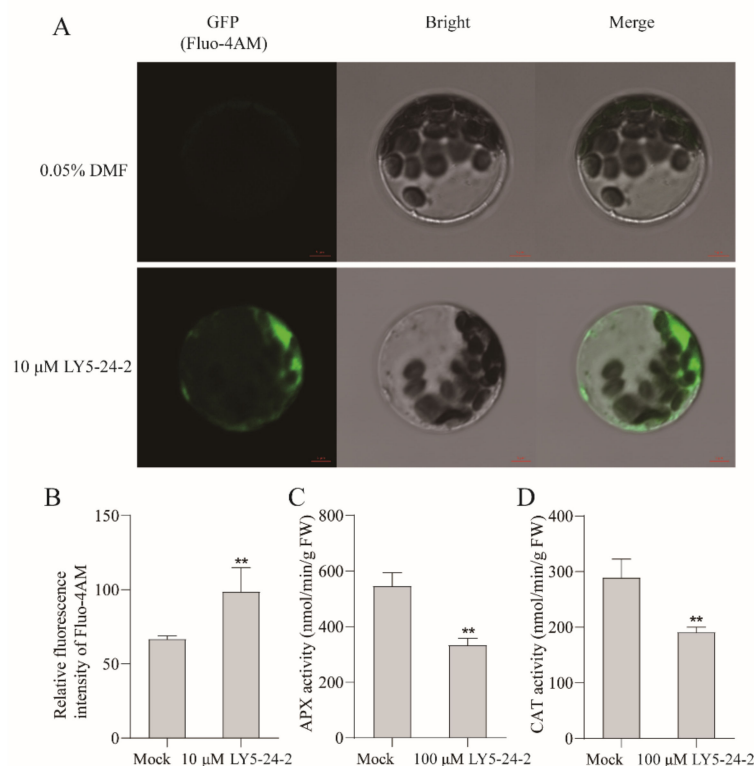 A
GFP
(Fluo-4AM)
Bright
Merge
0.05% DMF
10 μM LY5-24-2
B
Relative fluorescence
intensity of Fluo-4AM
150
100
50
0
**
Mock
10 μM LY5-24-2
C
APX activity (nmol/min/g FW)
800
600
400
200
0
**
Mock
100 μM LY5-24-2
D
CAT activity (nmol/min/g FW)
400
300
200
100
0
**
Mock
100 μM LY5-24-2